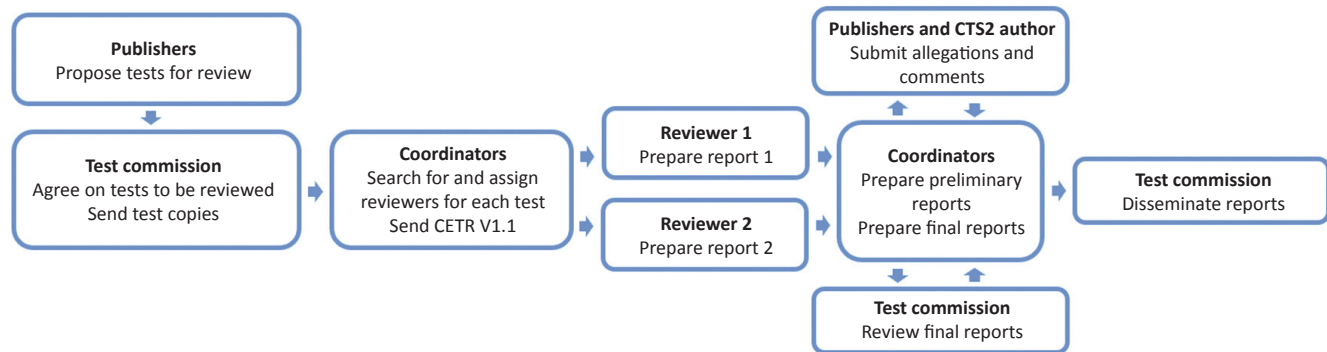 Publishers
Propose tests for review
Test commission
Agree on tests to be reviewed
Send test copies
Coordinators
Search for and assign
reviewers for each test
Send CETR V1.1
Reviewer 1
Prepare report 1
Reviewer 2
Prepare report 2
Publishers and CTS2 author
Submit allegations and
comments
Coordinators
Prepare preliminary
reports
Prepare final reports
Test commission
Review final reports
Test commission
Disseminate reports